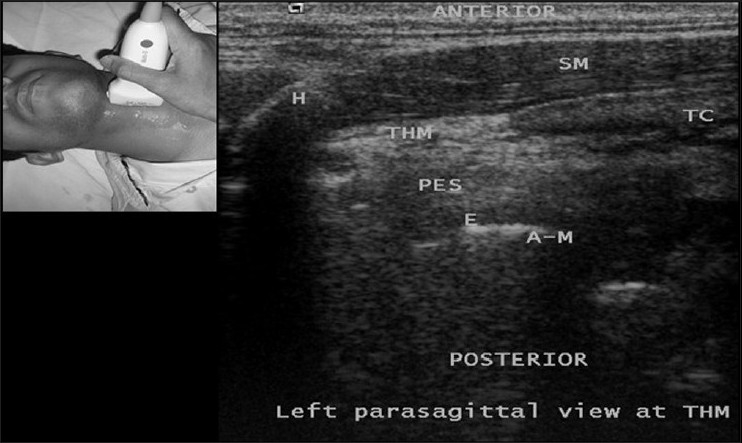 ANTERIOR
SM
H
TC
THM
PES
E
A-M
POSTERIOR
Left parasagittal view at THM